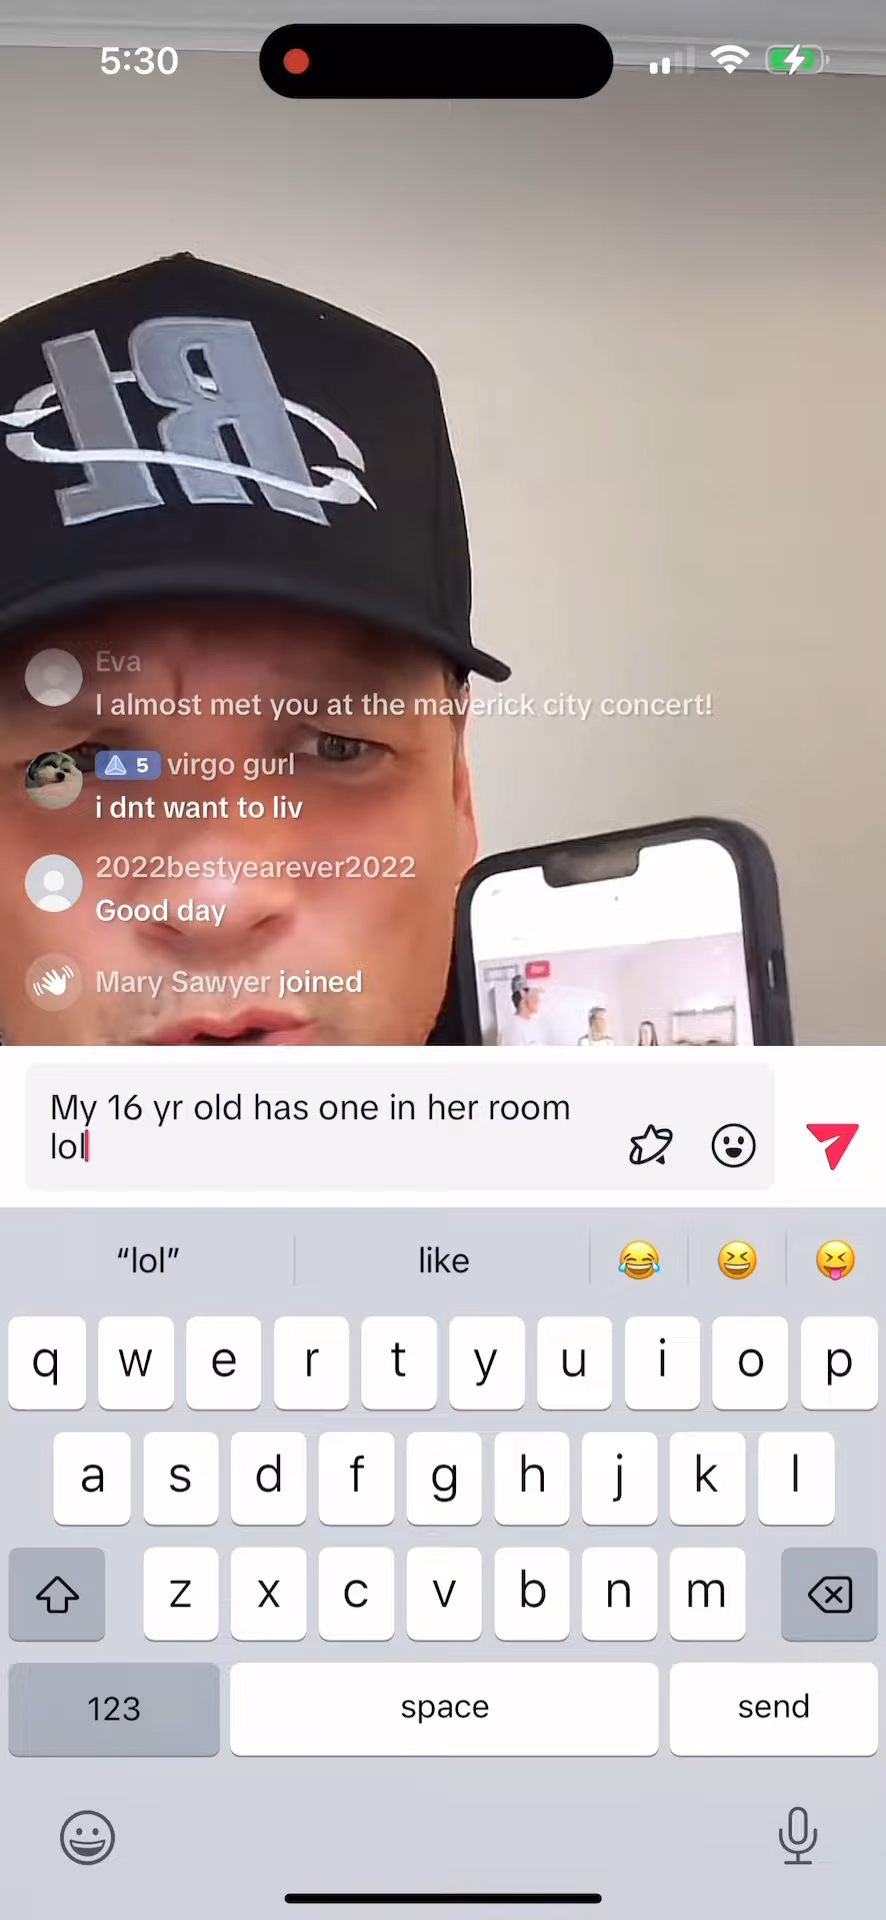 5:30
Eva
I almost met you at the maverick city concert!
5 virgo gurl
i dnt want to liv
2022bestyearever2022
Good day
Mary Sawyer joined
My 16 yr old has one in her room
lol
“lol” like 😂 😆 😝
q w e r t y u i o p
a s d f g h j k l
z x c v b n m
123 space send